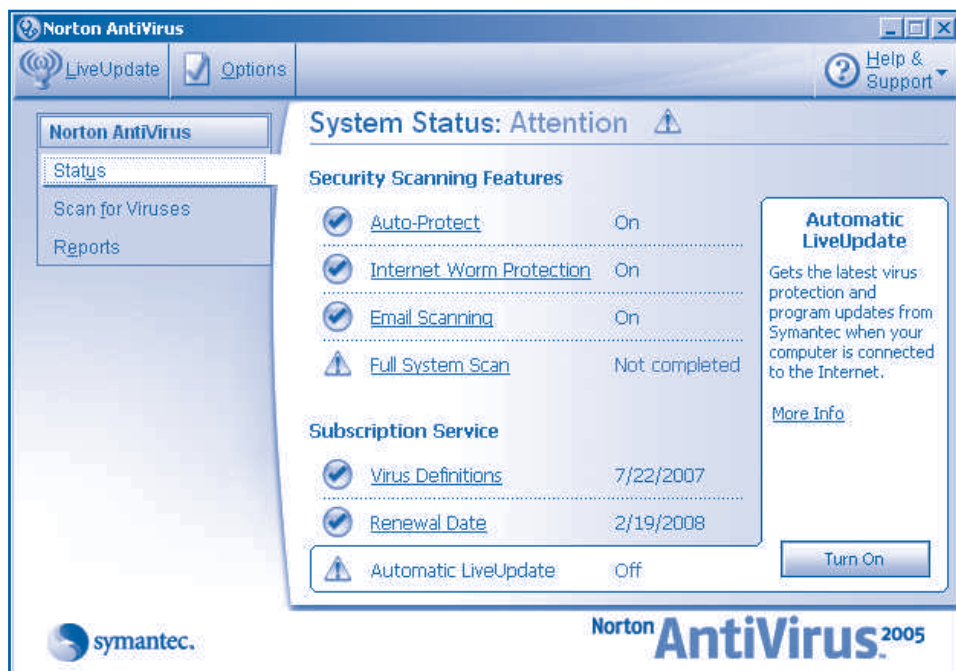 Norton AntiVirus
LiveUpdate Options Help & Support
Norton AntiVirus
Status
Scan for Viruses
Reports
System Status: Attention
Security Scanning Features
Auto-Protect On
Internet Worm Protection On
Email Scanning On
Full System Scan Not completed
Subscription Service
Virus Definitions 7/22/2007
Renewal Date 2/19/2008
Automatic LiveUpdate Off
Automatic
LiveUpdate
Gets the latest virus
protection and
program updates from
Symantec when your
computer is connected
to the Internet.
More Info
Turn On
symantec.
Norton AntiVirus 2005